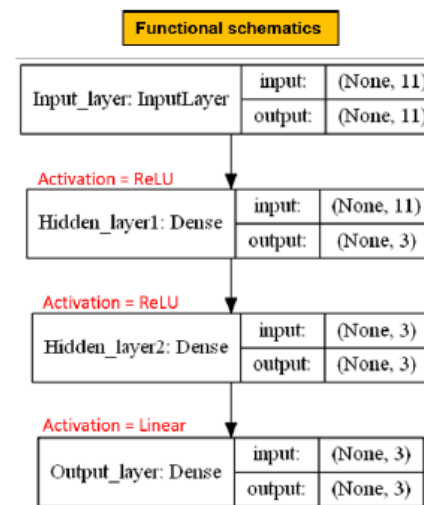 Functional schematics
Input_layer: InputLayer
input: (None, 11)
output: (None, 11)
Activation = ReLU
Hidden_layer1: Dense
input: (None, 11)
output: (None, 3)
Activation = ReLU
Hidden_layer2: Dense
input: (None, 3)
output: (None, 3)
Activation = Linear
Output_layer: Dense
input: (None, 3)
output: (None, 3)